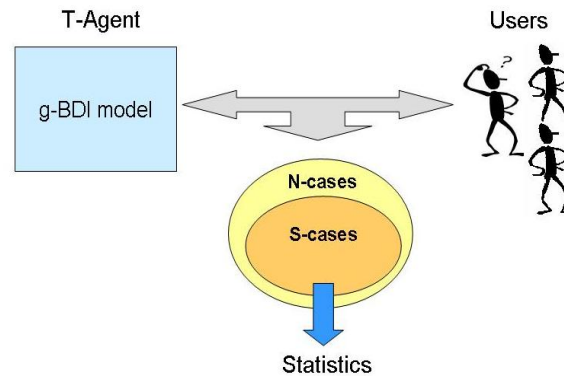 T-Agent
Users
g-BDI model
?
N-cases
S-cases
Statistics